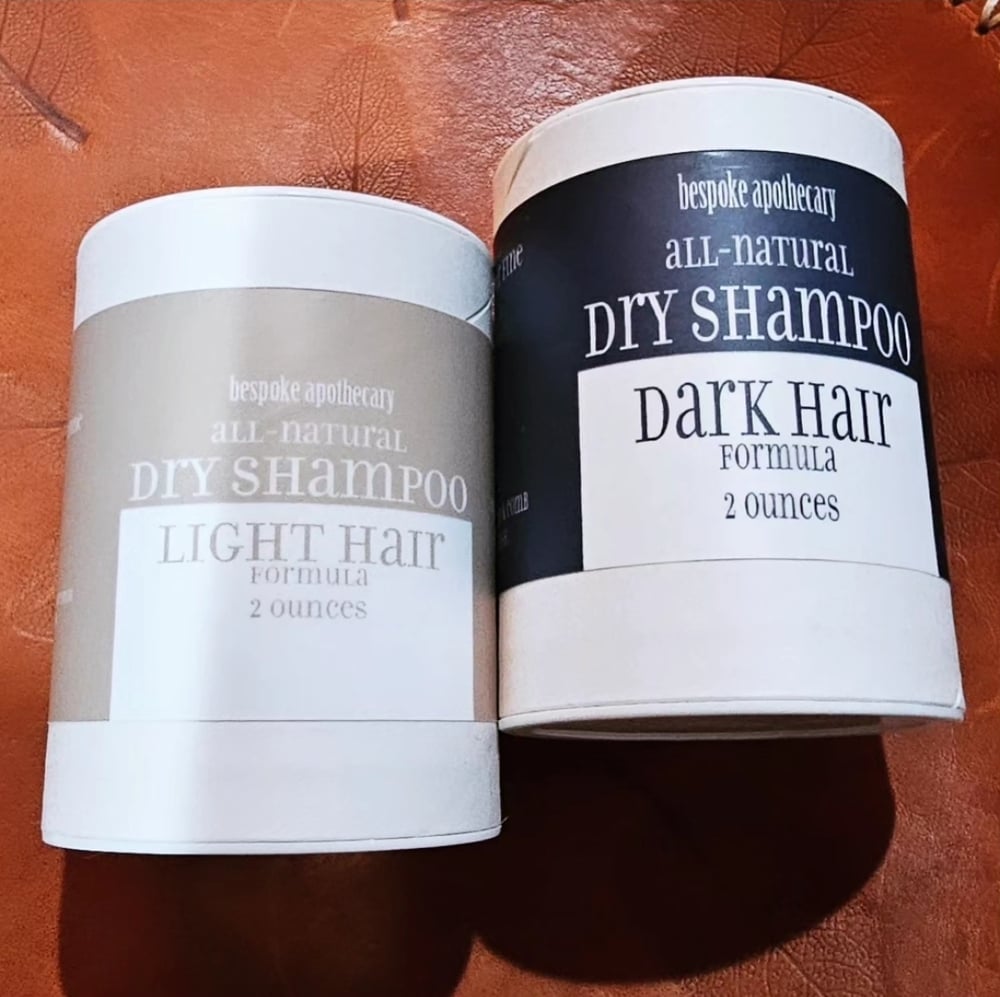 bespoke apothecary
all-natural
Dry Shampoo
Light Hair
Formula
2 ounces
bespoke apothecary
all-natural
Dry Shampoo
Dark Hair
Formula
2 ounces